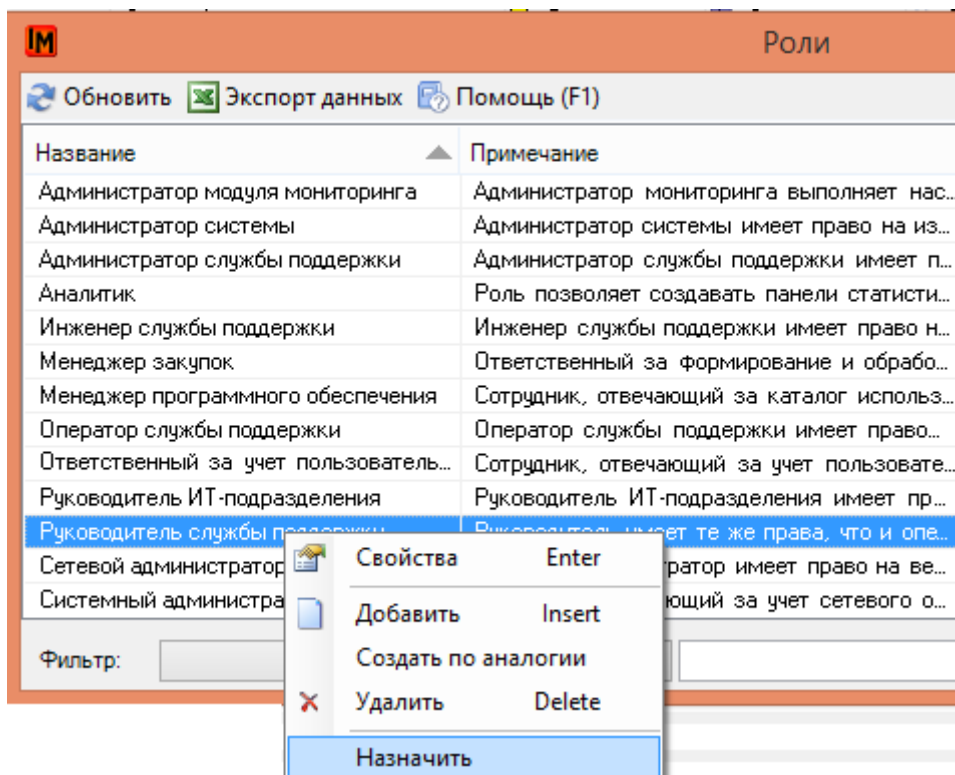 IM Роли
Обновить Экспорт данных Помощь (F1)
Название Примечание
Администратор модуля мониторинга Администратор мониторинга выполняет нас...
Администратор системы Администратор системы имеет право на из...
Администратор службы поддержки Администратор службы поддержки имеет п...
Аналитик Роль позволяет создавать панели статисти...
Инженер службы поддержки Инженер службы поддержки имеет право н...
Менеджер закупок Ответственный за формирование и обрабо...
Менеджер программного обеспечения Сотрудник, отвечающий за каталог использ...
Оператор службы поддержки Оператор службы поддержки имеет право...
Ответственный за учет пользователь... Сотрудник, отвечающий за учет пользовате...
Руководитель ИТ-подразделения Руководитель ИТ-подразделения имеет пр...
Руководитель службы поддержки Руководитель имеет те же права, что и опе...
Сетевой администратор ратор имеет право на ве...
Системный администра ющий за учет сетевого о...
Фильтр:
Свойства Enter
Добавить Insert
Создать по аналогии
Удалить Delete
Назначить